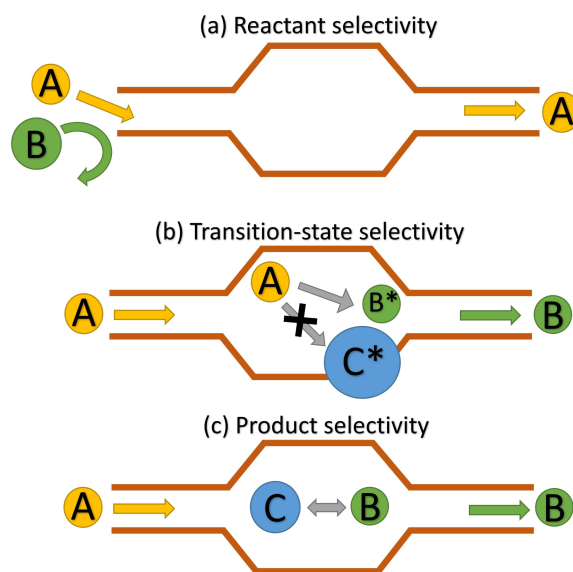 (a) Reactant selectivity
A
A
B
(b) Transition-state selectivity
A
B*
A
B
C*
(c) Product selectivity
A
C
B
B